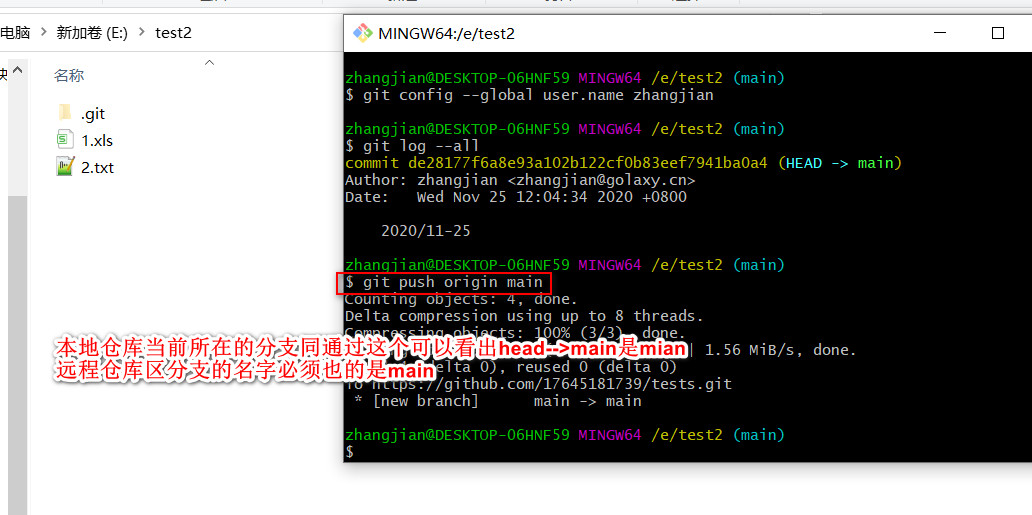 电脑 > 新加卷 (E:) > test2
名称
.git
1.xls
2.txt
MINGW64:/e/test2
zhangjian@DESKTOP-06HNF59 MINGW64 /e/test2 (main)
$ git config --global user.name zhangjian
zhangjian@DESKTOP-06HNF59 MINGW64 /e/test2 (main)
$ git log --all
commit de28177f6a8e93a102b122cf0b83eef7941ba0a4 (HEAD -> main)
Author: zhangjian <zhangjian@golaxy.cn>
Date:   Wed Nov 25 12:04:34 2020 +0800
2020/11-25
zhangjian@DESKTOP-06HNF59 MINGW64 /e/test2 (main)
$ git push origin main
Counting objects: 4, done.
Delta compression using up to 8 threads.
Compressing objects: 100% (3/3), done.
本地仓库当前所在的分支同通过这个可以看出head-->main是mian
| 1.56 MiB/s, done.
远程仓库区分支的名字必须也的是main
(delta 0), reused 0 (delta 0)
To https://github.com/17645181739/tests.git
* [new branch]      main -> main
zhangjian@DESKTOP-06HNF59 MINGW64 /e/test2 (main)
$